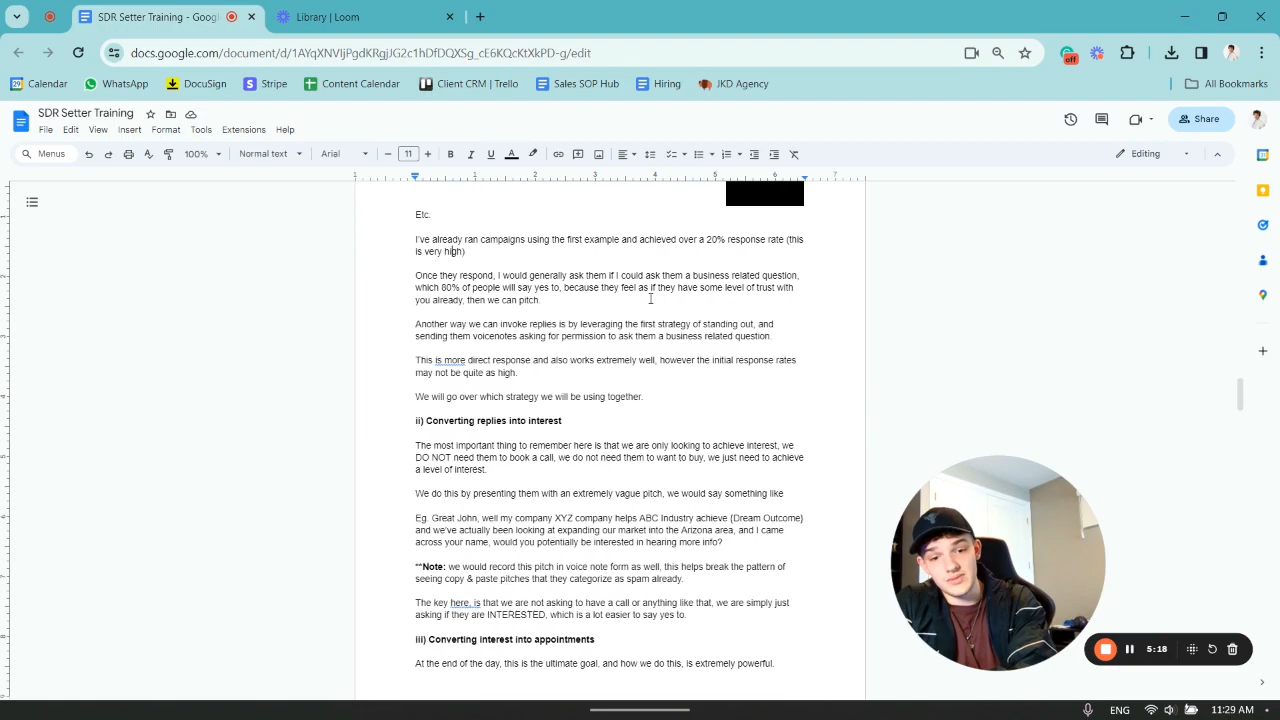 SDR Setter Training - Google
Library | Loom
docs.google.com/document/d/1AYqXNVIjPgdKRgjJG2c1hDfDQXSg_cE6KQcKtXkPD-g/edit
off
Calendar
WhatsApp
DocuSign
Stripe
Content Calendar
Client CRM | Trello
Sales SOP Hub
Hiring
JKD Agency
All Bookmarks
SDR Setter Training
File Edit View Insert Format Tools Extensions Help
Share
Menus
100%
Normal text
Arial
11
Editing
Etc.
I've already ran campaigns using the first example and achieved over a 20% response rate (this
is very high)
Once they respond, I would generally ask them if I could ask them a business related question,
which 80% of people will say yes to, because they feel as if they have some level of trust with
you already, then we can pitch.
Another way we can invoke replies is by leveraging the first strategy of standing out, and
sending them voicenotes asking for permission to ask them a business related question.
This is more direct response and also works extremely well, however the initial response rates
may not be quite as high.
We will go over which strategy we will be using together.
ii) Converting replies into interest
The most important thing to remember here is that we are only looking to achieve interest, we
DO NOT need them to book a call, we do not need them to want to buy, we just need to achieve
a level of interest.
We do this by presenting them with an extremely vague pitch, we would say something like
Eg. Great John, well my company XYZ company helps ABC Industry achieve {Dream Outcome}
and we've actually been looking at expanding our market into the Arizona area, and I came
across your name, would you potentially be interested in hearing more info?
**Note: we would record this pitch in voice note form as well, this helps break the pattern of
seeing copy & paste pitches that they categorize as spam already.
The key here, is that we are not asking to have a call or anything like that, we are simply just
asking if they are INTERESTED, which is a lot easier to say yes to.
iii) Converting interest into appointments
At the end of the day, this is the ultimate goal, and how we do this, is extremely powerful.
5:18
ENG
11:29 AM